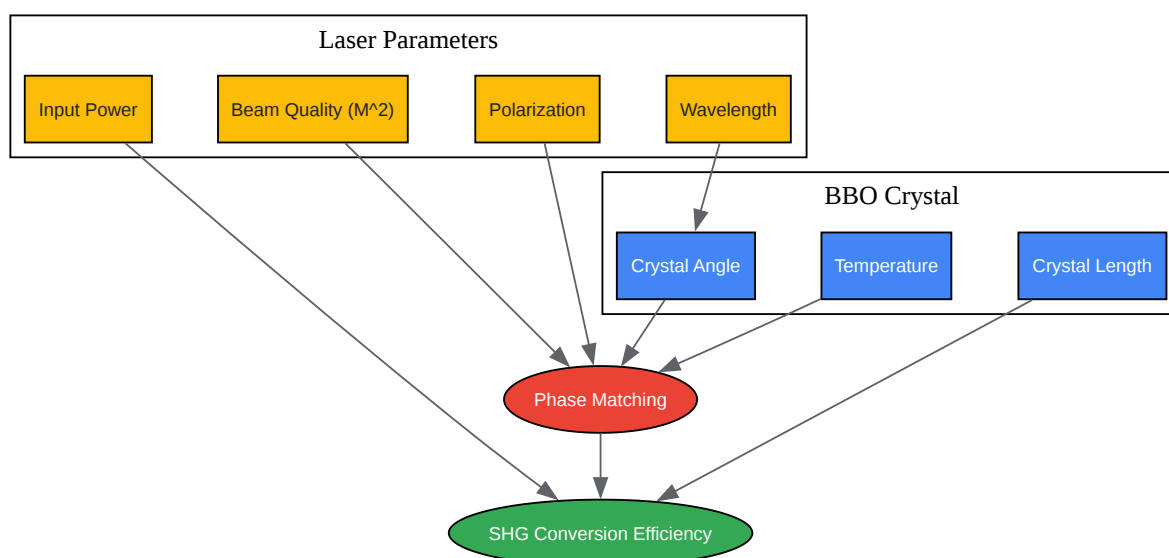 Laser Parameters
Input Power
Beam Quality (M^2)
Polarization
Wavelength
BBO Crystal
Crystal Angle
Temperature
Crystal Length
Phase Matching
SHG Conversion Efficiency